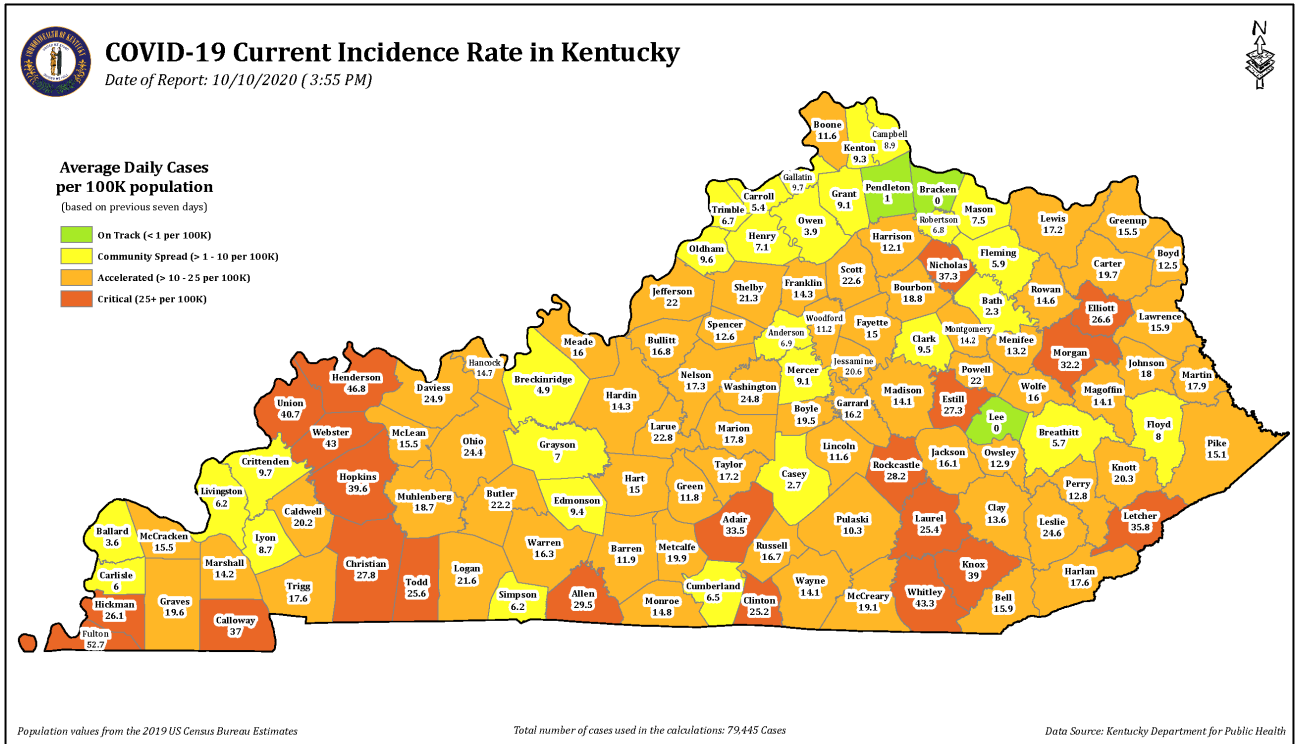 COVID-19 Current Incidence Rate in Kentucky
Date of Report: 10/10/2020 ( 3:55 PM)
N
Average Daily Cases
per 100K population
(based on previous seven days)
On Track (< 1 per 100K)
Community Spread (> 1 - 10 per 100K)
Accelerated (> 10 - 25 per 100K)
Critical (25+ per 100K)
Boone
11.6
Kenton
9.3
Campbell
8.9
Gallatin
9.7
Carroll
5.4
Trimble
6.7
Grant
9.1
Pendleton
1
Bracken
0
Mason
7.5
Robertson
6.8
Owen
3.9
Henry
7.1
Oldham
9.6
Harrison
12.1
Lewis
17.2
Greenup
15.5
Boyd
12.5
Carter
19.7
Fleming
5.9
Nicholas
37.3
Scott
22.6
Franklin
14.3
Shelby
21.3
Jefferson
22
Bourbon
18.8
Bath
2.3
Rowan
14.6
Elliott
26.6
Lawrence
15.9
Spencer
12.6
Anderson
6.9
Woodford
11.2
Fayette
15
Clark
9.5
Montgomery
14.2
Menifee
13.2
Morgan
32.2
Johnson
18
Martin
17.9
Meade
16
Bullitt
16.8
Hancock
14.7
Breckinridge
4.9
Nelson
17.3
Washington
24.8
Mercer
9.1
Jessamine
20.6
Madison
14.1
Powell
22
Estill
27.3
Wolfe
16
Magoffin
14.1
Henderson
46.8
Daviess
24.9
Union
40.7
Hardin
14.3
Boyle
19.5
Garrard
16.2
Lee
0
Breathitt
5.7
Floyd
8
Pike
15.1
Webster
43
McLean
15.5
Ohio
24.4
Grayson
7
Larue
22.8
Marion
17.8
Lincoln
11.6
Rockcastle
28.2
Jackson
16.1
Owsley
12.9
Knott
20.3
Crittenden
9.7
Hopkins
39.6
Livingston
6.2
Muhlenberg
18.7
Butler
22.2
Edmonson
9.4
Hart
15
Green
11.8
Taylor
17.2
Casey
2.7
Perry
12.8
Letcher
35.8
Caldwell
20.2
Lyon
8.7
Adair
33.5
Pulaski
10.3
Laurel
25.4
Clay
13.6
Leslie
24.6
Ballard
3.6
McCracken
15.5
Marshall
14.2
Warren
16.3
Barren
11.9
Metcalfe
19.9
Russell
16.7
Knox
39
Harlan
17.6
Carlisle
6
Christian
27.8
Todd
25.6
Logan
21.6
Trigg
17.6
Simpson
6.2
Allen
29.5
Monroe
14.8
Cumberland
6.5
Clinton
25.2
Wayne
14.1
McCreary
19.1
Whitley
43.3
Bell
15.9
Hickman
26.1
Graves
19.6
Calloway
37
Fulton
52.7
Population values from the 2019 US Census Bureau Estimates
Total number of cases used in the calculations: 79,445 Cases
Data Source: Kentucky Department for Public Health